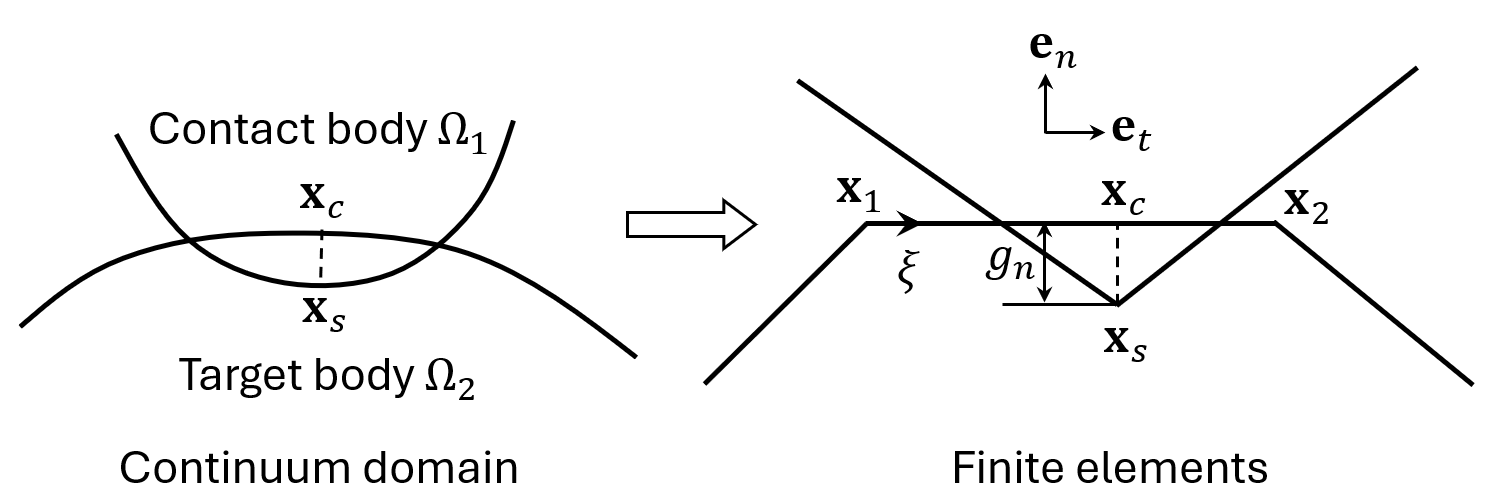 Contact body Ω₁
𝐱_c
𝐱_s
Target body Ω₂
Continuum domain
𝐞_n
𝐞_t
𝐱₁
𝐱_c
𝐱₂
ξ
g_n
𝐱_s
Finite elements